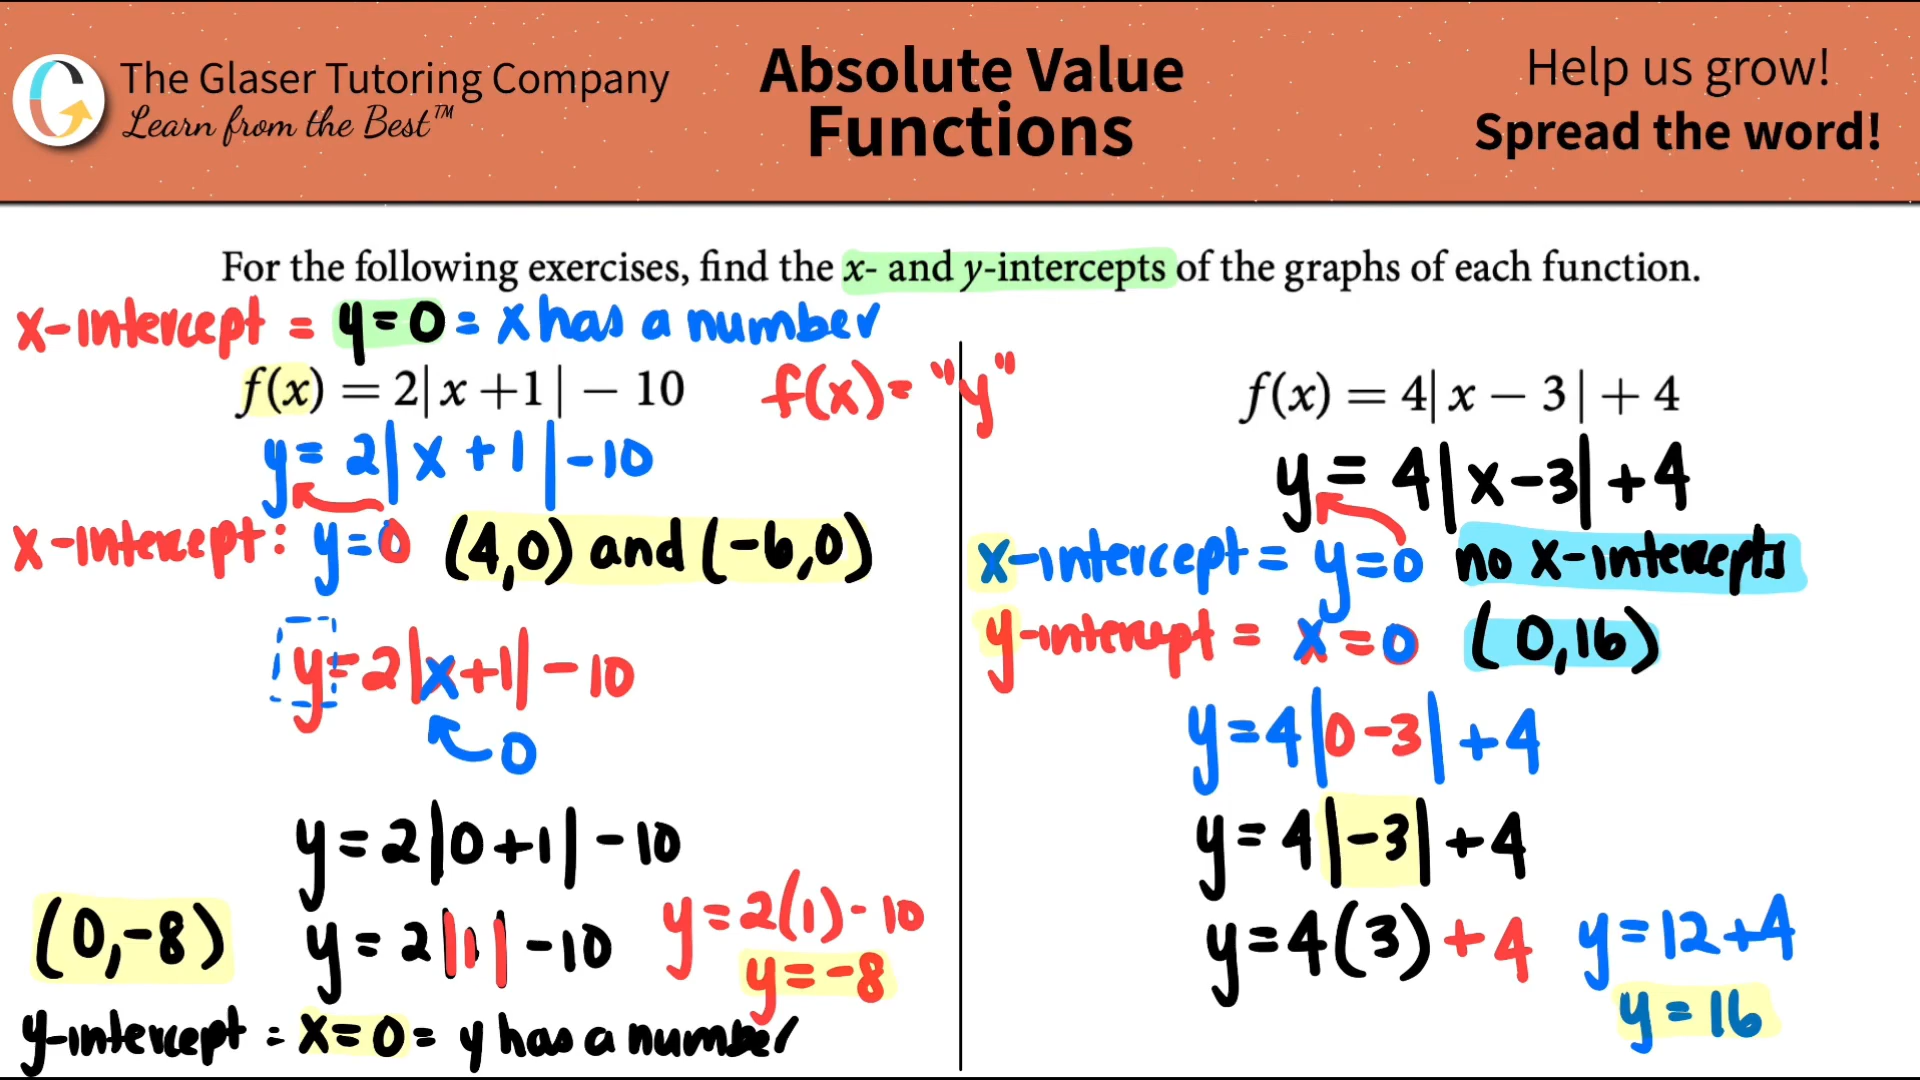 The Glaser Tutoring Company
Learn from the Best™
Absolute Value
Functions
Help us grow!
Spread the word!
For the following exercises, find the x- and y-intercepts of the graphs of each function.
x-intercept = y=0 = x has a number
f(x) = 2| x +1 | − 10
f(x)= "y"
y= 2|x+1|-10
x-intercept: y=0 (4,0) and (-6,0)
y=2|x+1|-10
0
y=2|0+1|-10
(0,-8)
y=2|1|-10
y=2(1)-10
y=-8
y-intercept = x=0= y has a number
f(x) = 4| x − 3 | + 4
y= 4|x-3|+4
x-intercept = y=0 no x-intercepts
y-intercept = x=0 (0,16)
y=4|0-3|+4
y=4|-3|+4
y=4(3)+4
y=12+4
y=16